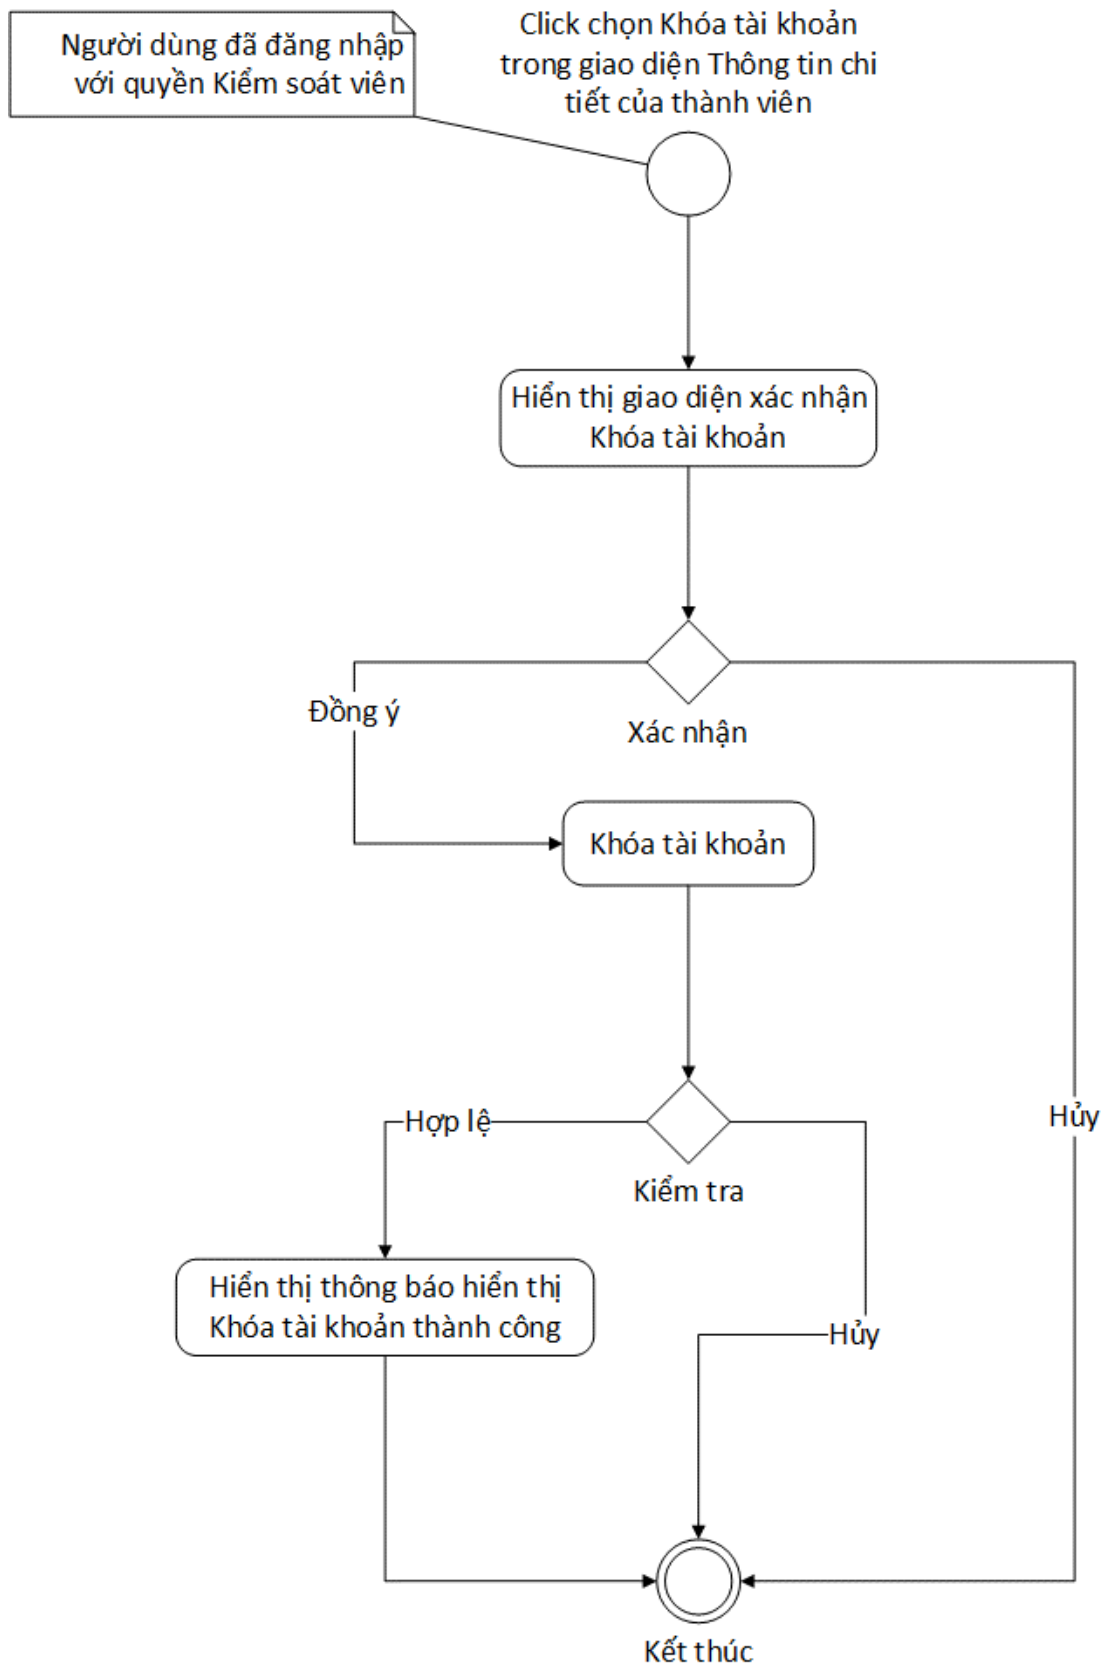 Người dùng đã đăng nhập
với quyền Kiểm soát viên
Click chọn Khóa tài khoản
trong giao diện Thông tin chi
tiết của thành viên
Hiển thị giao diện xác nhận
Khóa tài khoản
Đồng ý
Xác nhận
Khóa tài khoản
Hợp lệ
Hủy
Kiểm tra
Hiển thị thông báo hiển thị
Khóa tài khoản thành công
Hủy
Kết thúc